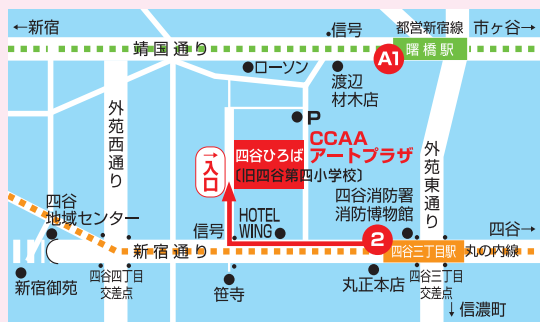 ←新宿
信号
都営新宿線
市ヶ谷→
靖国通り
A1
曙橋駅
ローソン
渡辺
材木店
P
外苑西通り
→入口
四谷ひろば
(旧四谷第四小学校)
CCAA
アートプラザ
外苑東通り
四谷
地域センター
四谷消防署
消防博物館
信号
HOTEL
WING
四谷→
新宿通り
2
四谷三丁目駅
丸の内線
新宿御苑
四谷四丁目
交差点
笹寺
丸正本店
四谷三丁目
交差点
↓信濃町